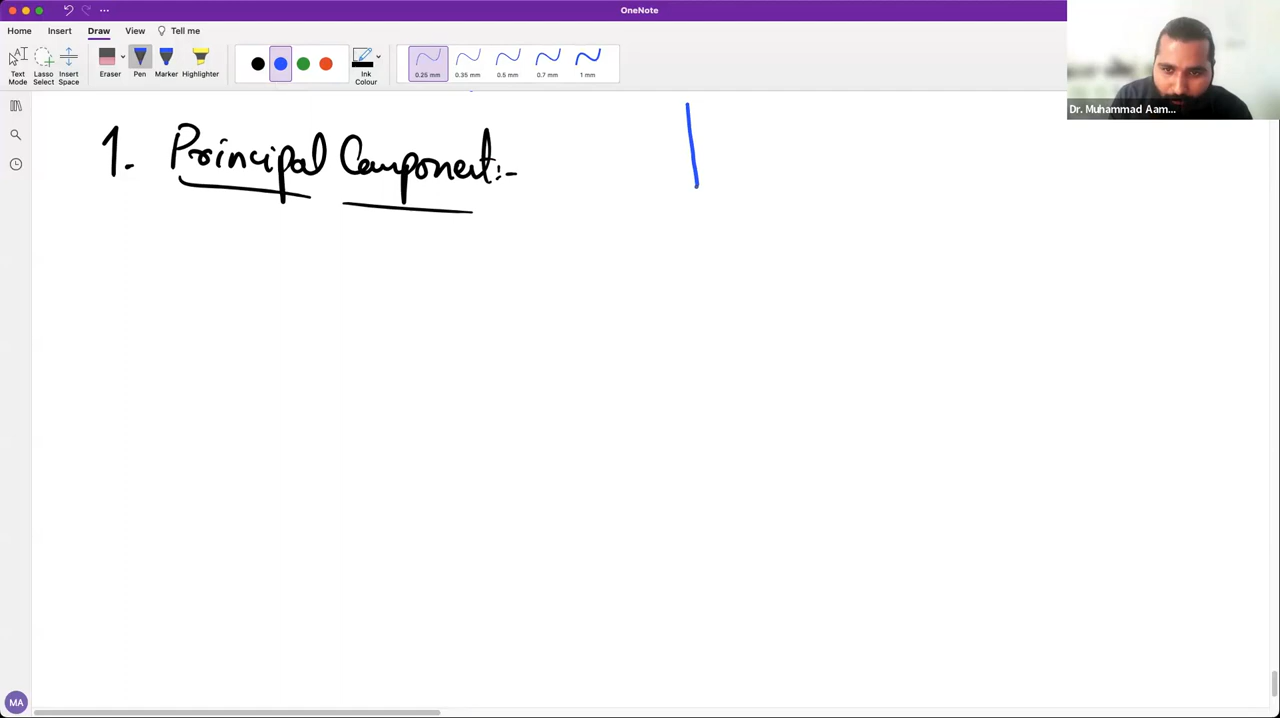 OneNote
Home Insert Draw View Tell me
Text Mode
Lasso Select
Insert Space
Eraser
Pen
Marker
Highlighter
Ink Colour
0.25 mm
0.35 mm
0.5 mm
0.7 mm
1 mm
Dr. Muhammad Aam...
1. Principal Component:-
MA